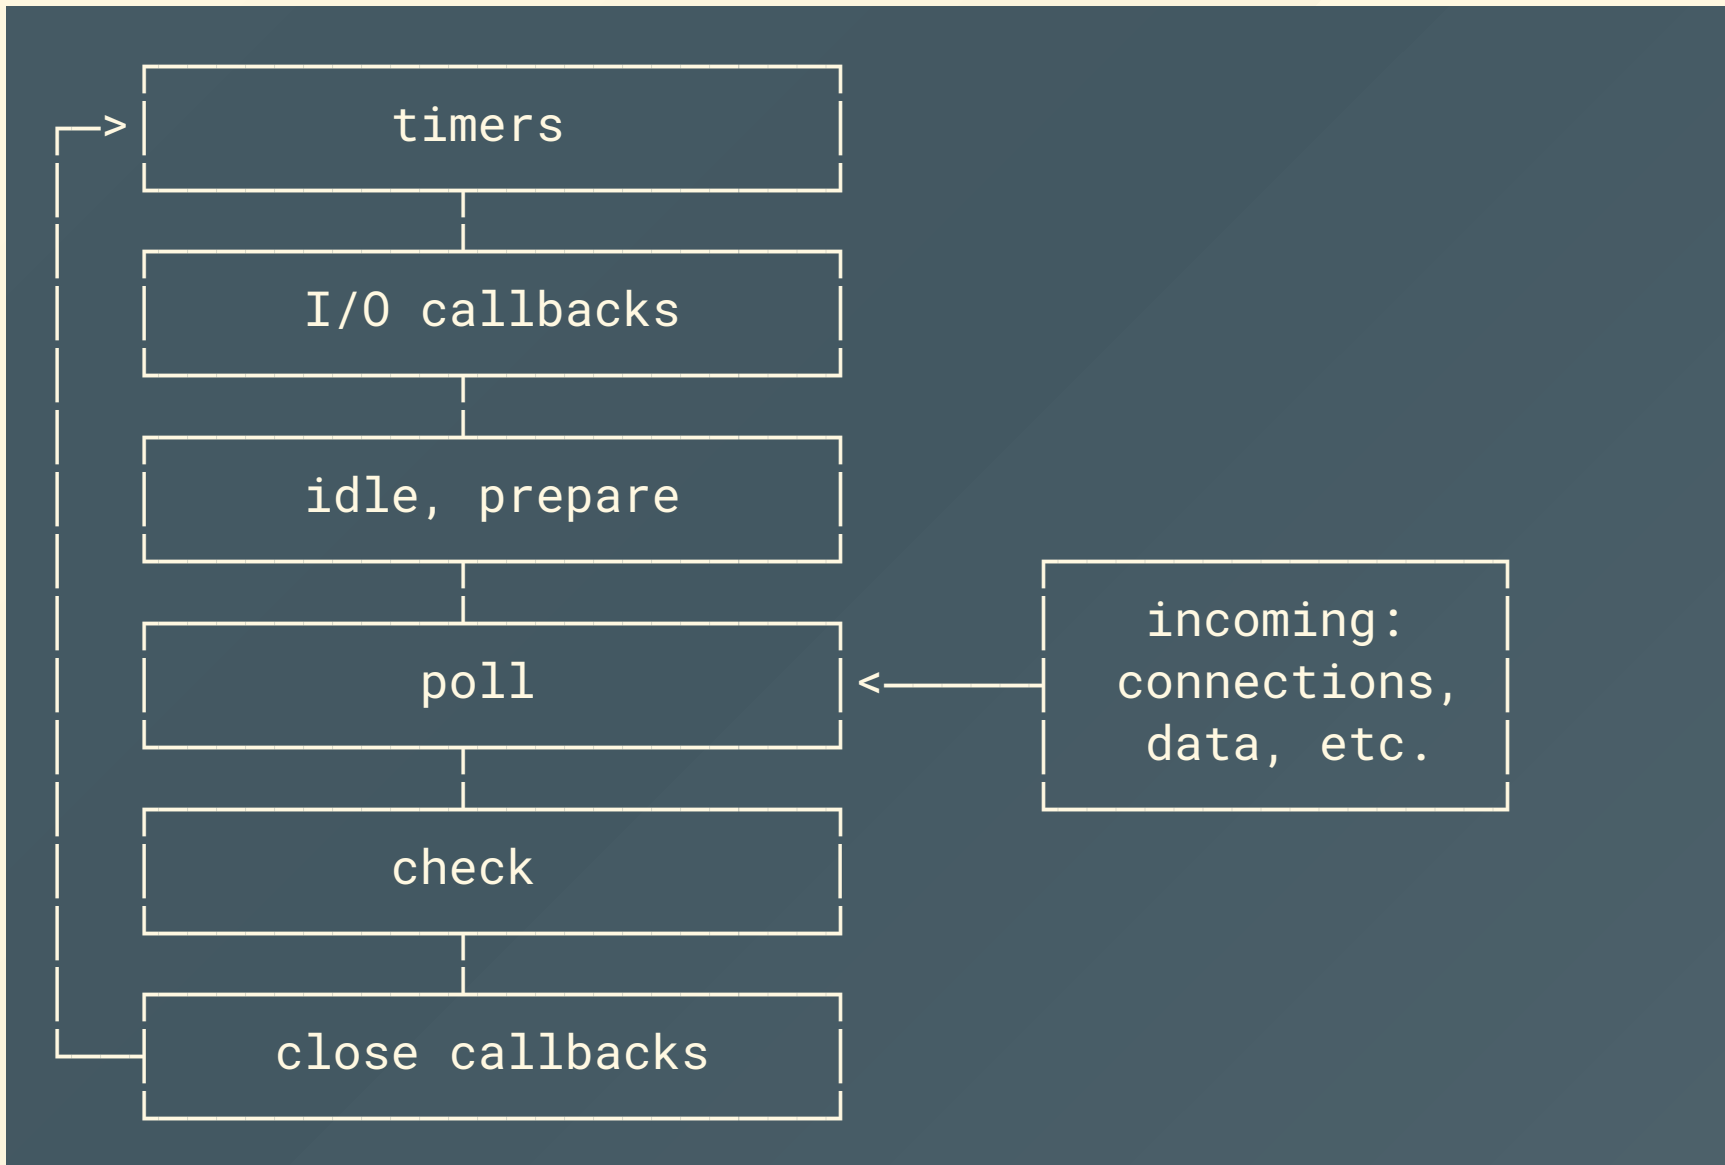 timers
I/O callbacks
idle, prepare
poll
incoming:
connections,
data, etc.
check
close callbacks